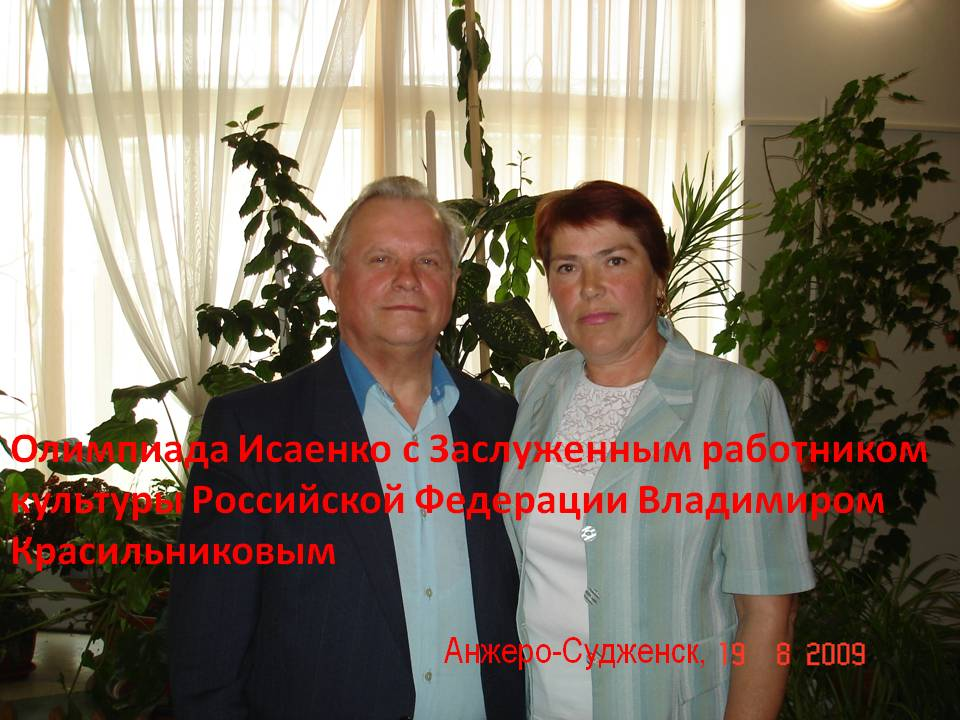 Олимпиада Исаенко с Заслуженным работником
культуры Российской Федерации Владимиром
Красильниковым
Анжеро-Судженск, 19 8 2009